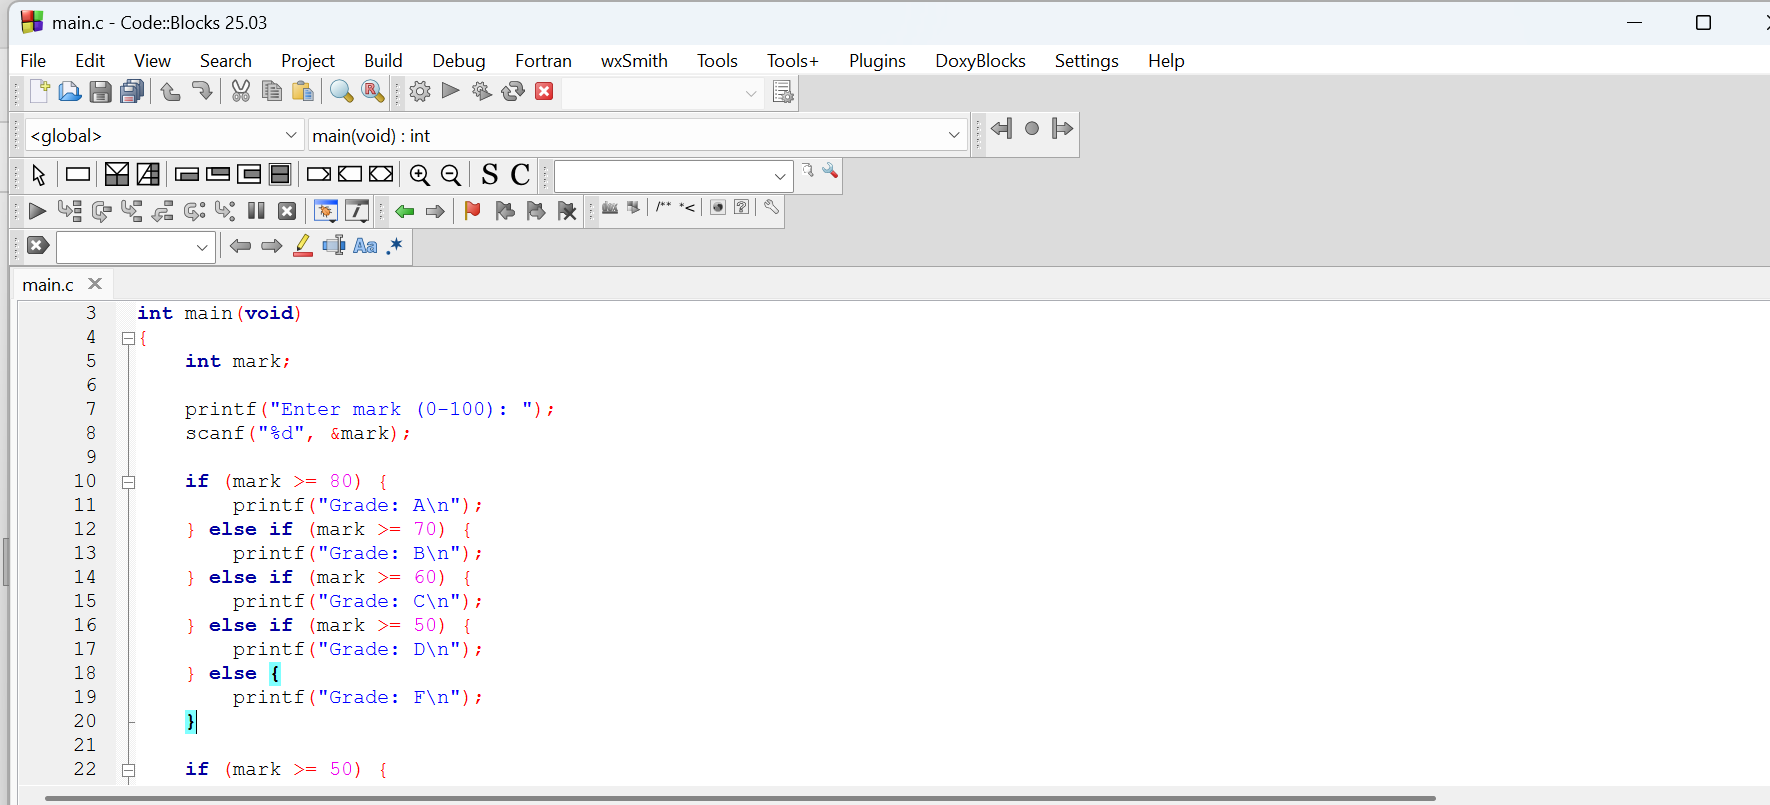 main.c - Code::Blocks 25.03
File Edit View Search Project Build Debug Fortran wxSmith Tools Tools+ Plugins DoxyBlocks Settings Help
<global> main(void) : int
S C
/** *<
Aa .*
main.c
3 int main(void)
4 {
5 int mark;
6
7 printf("Enter mark (0-100): ");
8 scanf("%d", &mark);
9
10 if (mark >= 80) {
11 printf("Grade: A\n");
12 } else if (mark >= 70) {
13 printf("Grade: B\n");
14 } else if (mark >= 60) {
15 printf("Grade: C\n");
16 } else if (mark >= 50) {
17 printf("Grade: D\n");
18 } else {
19 printf("Grade: F\n");
20 }
21
22 if (mark >= 50) {